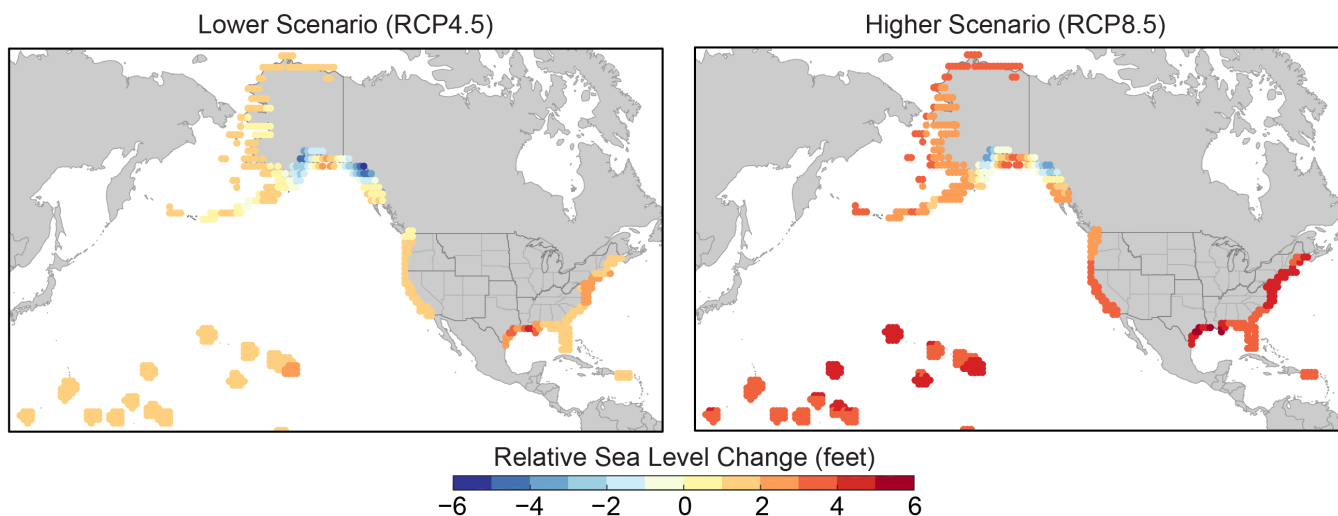 Lower Scenario (RCP4.5)
Higher Scenario (RCP8.5)
Relative Sea Level Change (feet)
−6 −4 −2 0 2 4 6